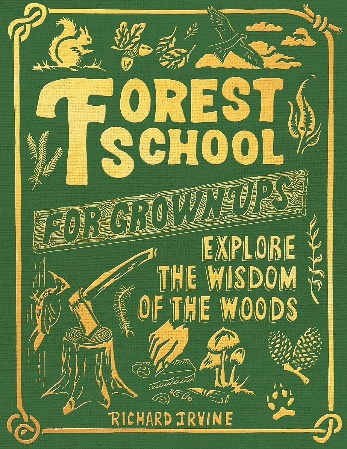 FOREST
SCHOOL
FOR GROWN-UPS
EXPLORE
THE WISDOM
OF THE WOODS
RICHARD IRVINE